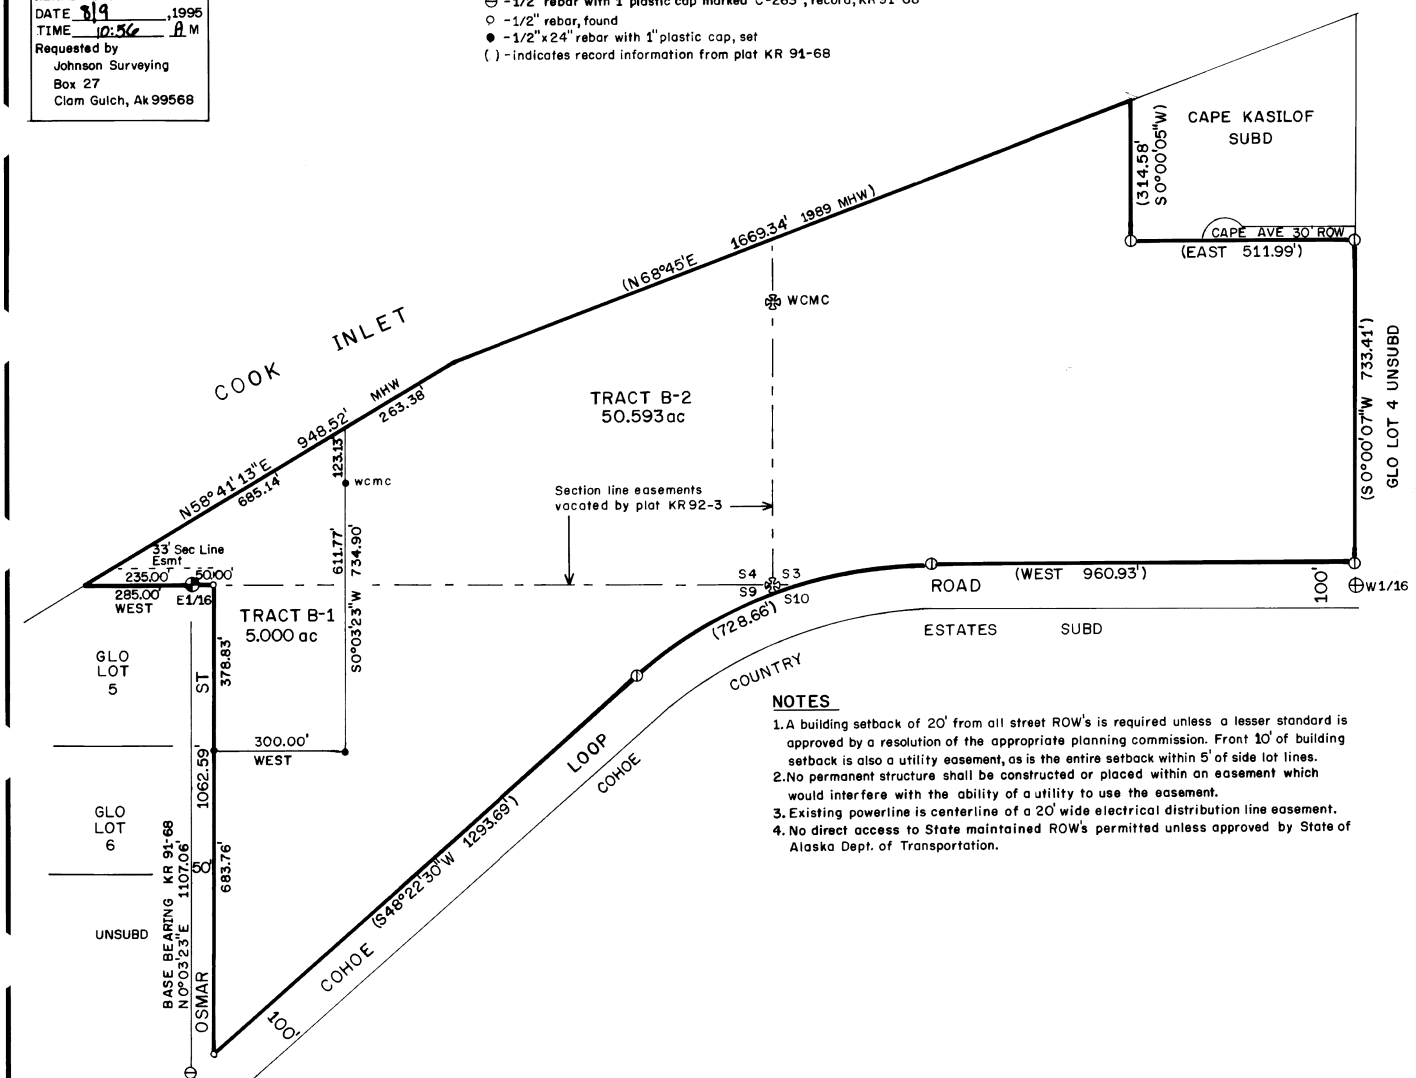 DATE 8/9 ,1995
TIME 10:56 A M
Requested by
Johnson Surveying
Box 27
Clam Gulch, Ak 99568
- 1/2" rebar, found
- 1/2" x 24" rebar with 1" plastic cap, set
( ) - indicates record information from plat KR 91-68
CAPE KASILOF
SUBD
(314.58'
S0°00'05"W)
CAPE AVE 30' ROW
(EAST 511.99')
(N68°45'E 1669.34' 1989 MHW)
WCMC
COOK INLET
(S0°00'07"W 733.41')
GLO LOT 4 UNSUBD
N58°41'13"E 948.52' MHW
685.14'
263.38'
123.13'
wcmc
TRACT B-2
50.593 ac
Section line easements
vacated by plat KR92-3
33' Sec Line
Esmt
235.00'
50.00'
285.00'
WEST
E1/16
611.77'
S0°03'23"W 734.90'
TRACT B-1
5.000 ac
S4 S3
S9 S10
(728.66')
ROAD
(WEST 960.93')
100'
W1/16
ESTATES SUBD
COUNTRY
GLO
LOT
5
378.83'
300.00'
WEST
GLO
LOT
6
UNSUBD
BASE BEARING KR 91-68
N0°03'23"E 1107.06'
OSMAR ST
1062.59'
50'
683.76'
(S48°22'30"W 1293.69')
COHOE LOOP
COHOE
100'
NOTES
1. A building setback of 20' from all street ROW's is required unless a lesser standard is
approved by a resolution of the appropriate planning commission. Front 10' of building
setback is also a utility easement, as is the entire setback within 5' of side lot lines.
2. No permanent structure shall be constructed or placed within an easement which
would interfere with the ability of a utility to use the easement.
3. Existing powerline is centerline of a 20' wide electrical distribution line easement.
4. No direct access to State maintained ROW's permitted unless approved by State of
Alaska Dept. of Transportation.